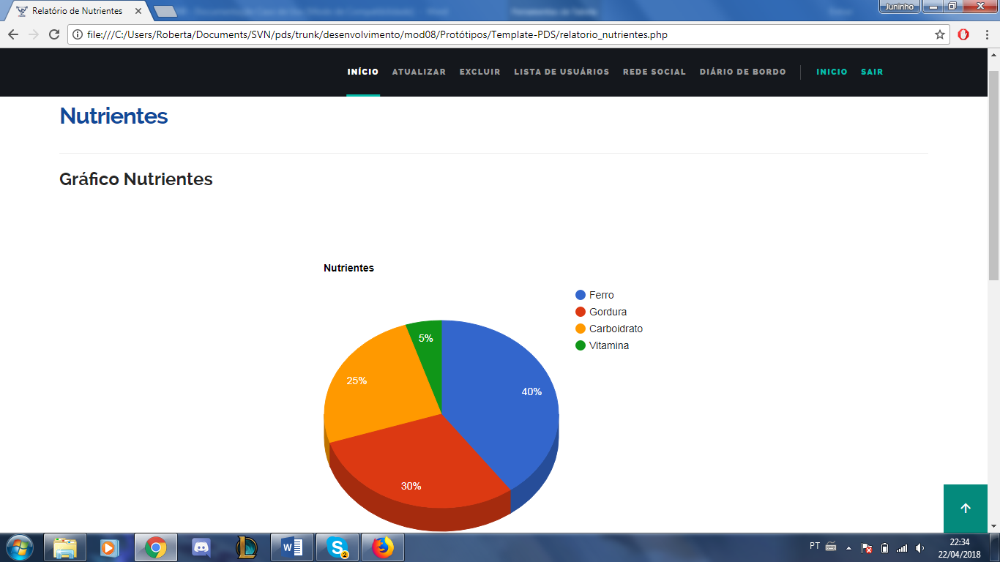 Relatório de Nutrientes
Juninho
file:///C:/Users/Roberta/Documents/SVN/pds/trunk/desenvolvimento/mod08/Protótipos/Template-PDS/relatorio_nutrientes.php
INÍCIO ATUALIZAR EXCLUIR LISTA DE USUÁRIOS REDE SOCIAL DIÁRIO DE BORDO INICIO SAIR
Nutrientes
Gráfico Nutrientes
Nutrientes
Ferro
Gordura
Carboidrato
Vitamina
5%
25%
40%
30%
PT
2
22:34
22/04/2018